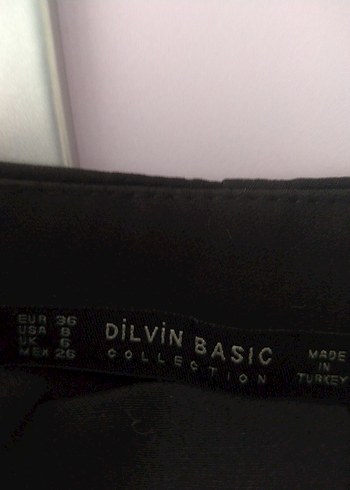 EUR 36
USA 8
UK 6
MEX 26
DİLVİN BASIC
COLLECTION
MADE
IN
TURKEY